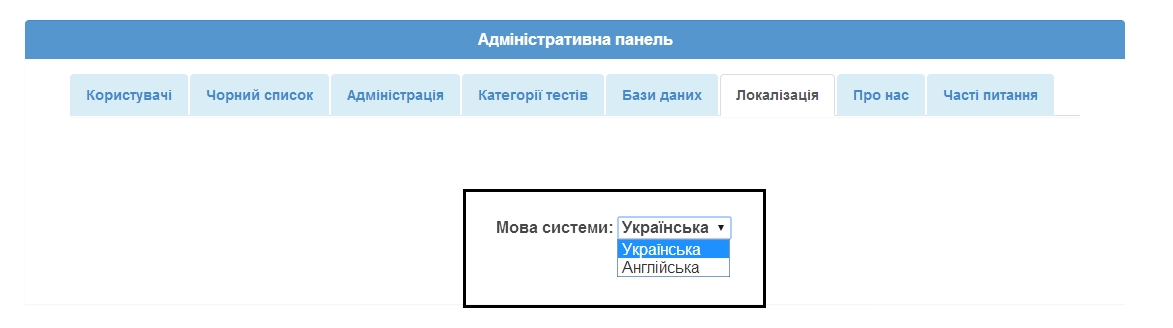 Адміністративна панель
Користувачі Чорний список Адміністрація Категорії тестів Бази даних Локалізація Про нас Часті питання
Мова системи: Українська
Українська
Англійська